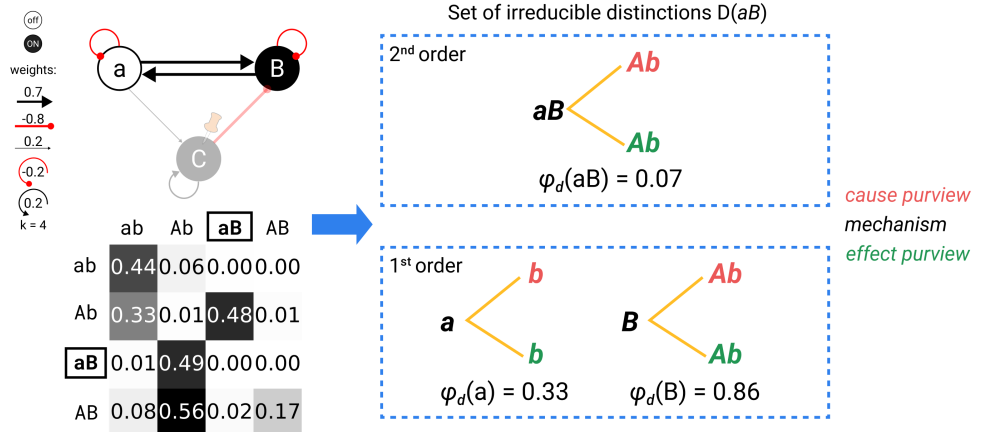 Set of irreducible distinctions D(aB)
off
ON
weights:
0.7
-0.8
0.2
-0.2
0.2
k = 4
a
B
C
ab Ab aB AB
ab 0.44 0.06 0.00 0.00
Ab 0.33 0.01 0.48 0.01
aB 0.01 0.49 0.00 0.00
AB 0.08 0.56 0.02 0.17
2nd order
Ab
aB
Ab
φd(aB) = 0.07
1st order
b
a
b
φd(a) = 0.33
Ab
B
Ab
φd(B) = 0.86
cause purview
mechanism
effect purview